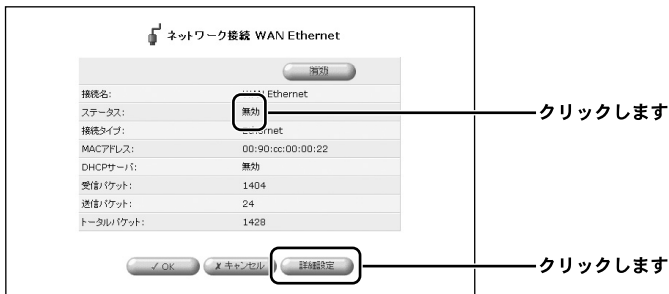 ネットワーク接続 WAN Ethernet
有効
接続名: WAN Ethernet
ステータス: 無効
クリックします
接続タイプ: Ethernet
MACアドレス: 00:90:cc:00:00:22
DHCPサーバ: 無効
受信パケット: 1404
送信パケット: 24
トータルパケット: 1428
✓ OK ✗ キャンセル 詳細設定
クリックします